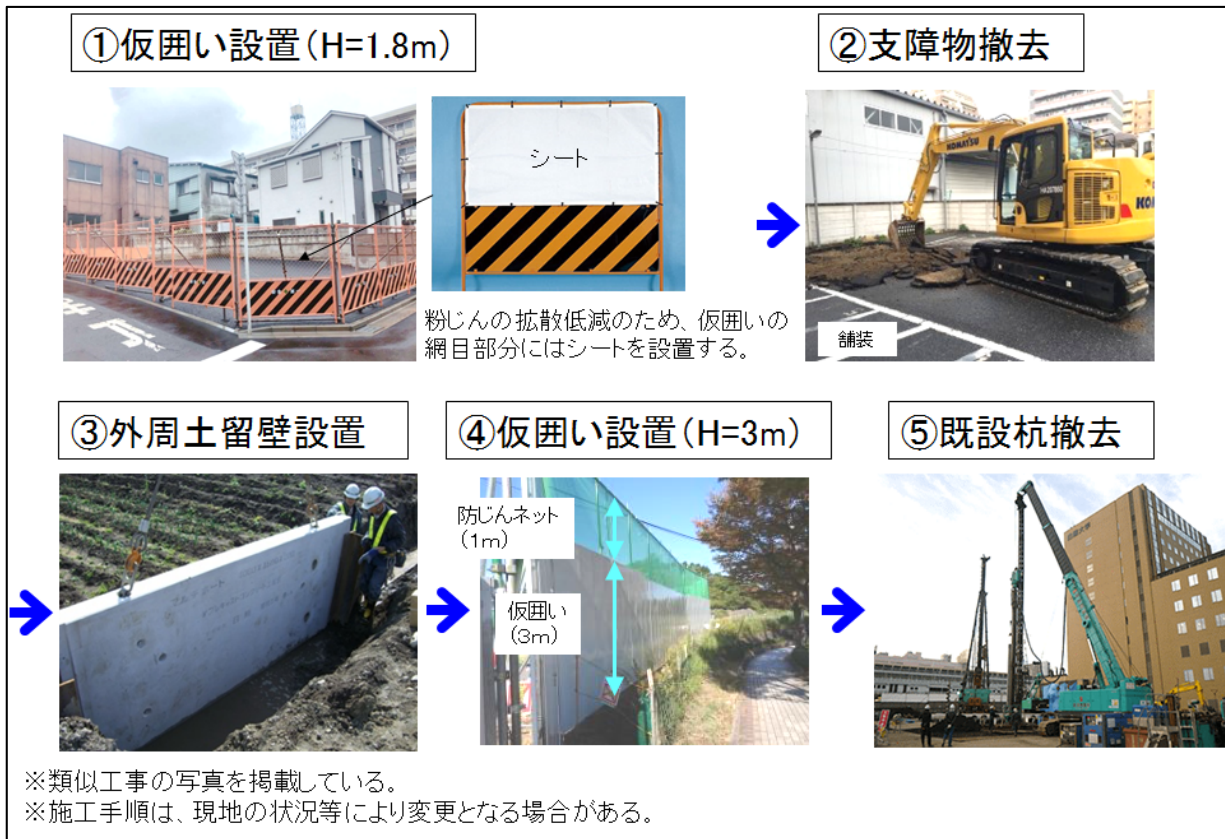 ①仮囲い設置(H=1.8m)
②支障物撤去
シート
KOMATSU
粉じんの拡散低減のため、仮囲いの
網目部分にはシートを設置する。
舗装
③外周土留壁設置
④仮囲い設置(H=3m)
⑤既設杭撤去
防じんネット
(1m)
仮囲い
(3m)
※類似工事の写真を掲載している。
※施工手順は、現地の状況等により変更となる場合がある。